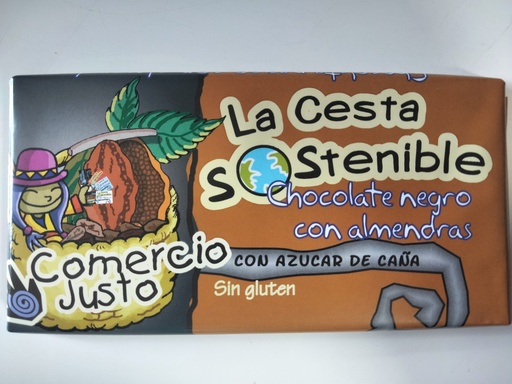 La Cesta
SOStenible
Chocolate negro
con almendras
Comercio
Justo
CON AZUCAR DE CAÑA
Sin gluten